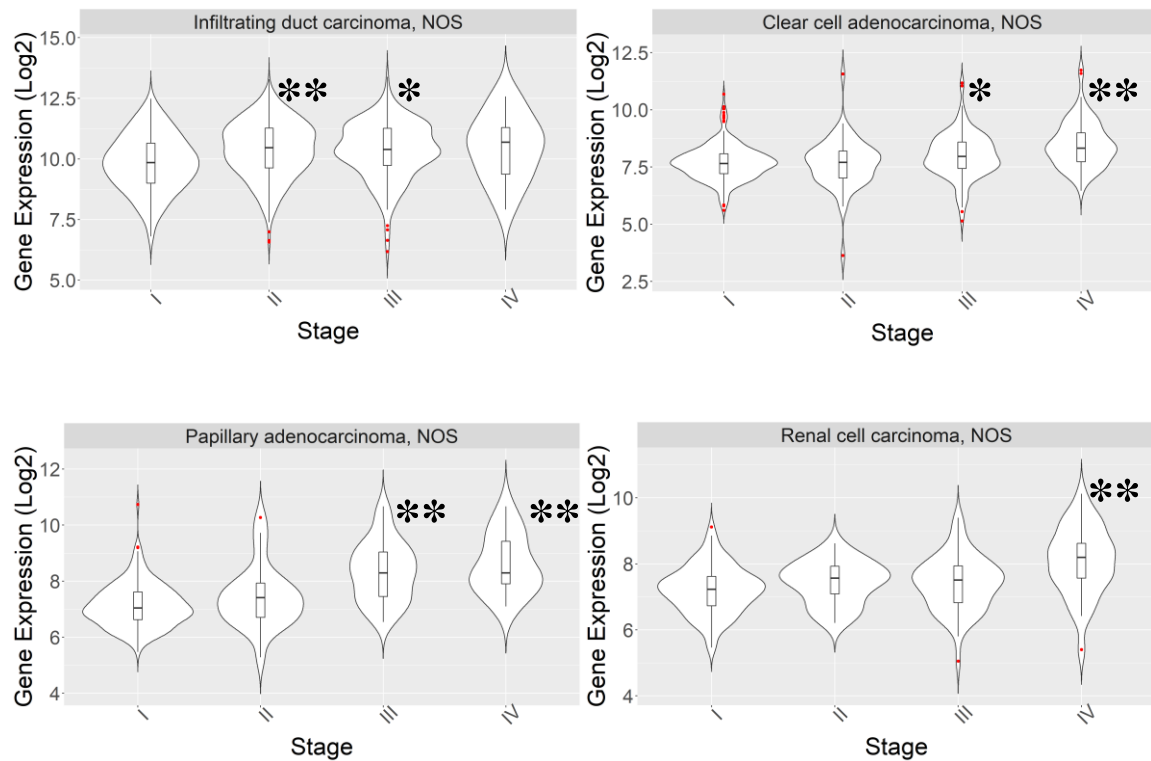 Infiltrating duct carcinoma, NOS
Gene Expression (Log2)
15.0
12.5
10.0
7.5
5.0
** *
I II III IV
Stage
Clear cell adenocarcinoma, NOS
Gene Expression (Log2)
12.5
10.0
7.5
5.0
2.5
* **
I II III IV
Stage
Papillary adenocarcinoma, NOS
Gene Expression (Log2)
12
10
8
6
4
** **
I II III IV
Stage
Renal cell carcinoma, NOS
Gene Expression (Log2)
10
8
6
4
**
I II III IV
Stage